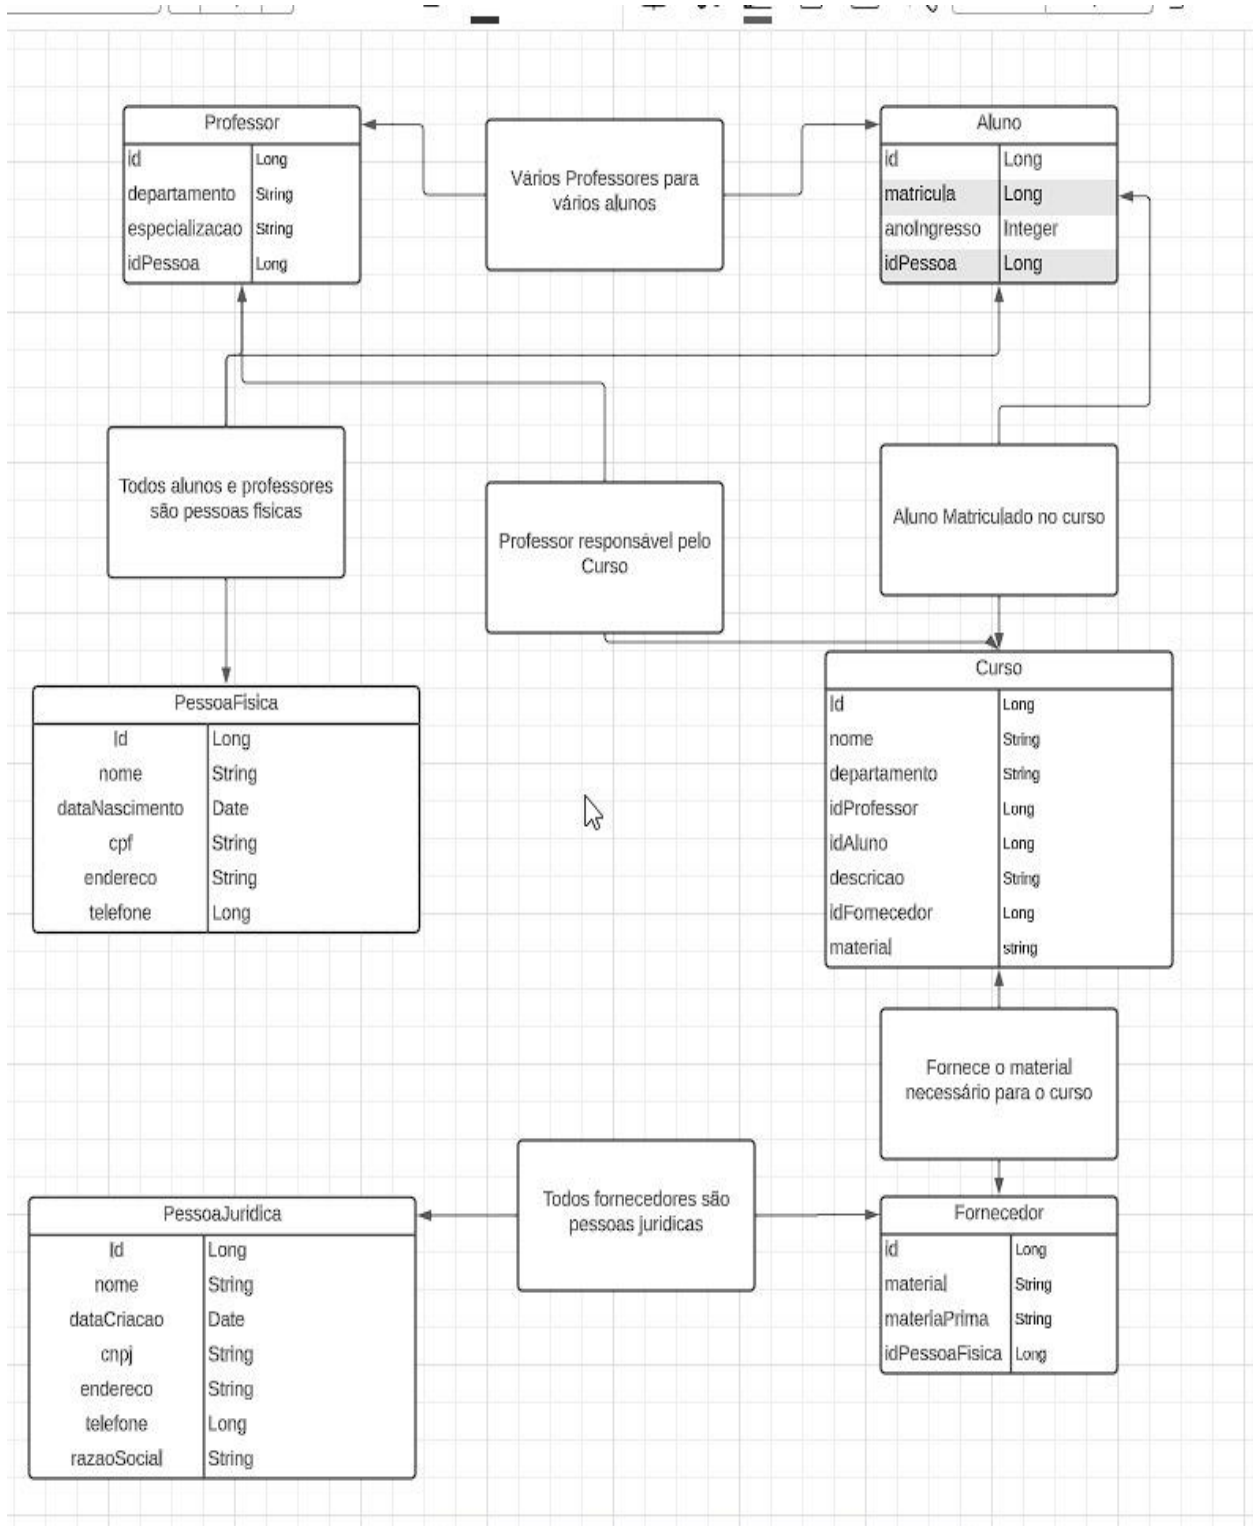 Professor
id Long
departamento String
especializacao String
idPessoa Long
Vários Professores para
vários alunos
Aluno
id Long
matricula Long
anoIngresso Integer
idPessoa Long
Todos alunos e professores
são pessoas físicas
Professor responsável pelo
Curso
Aluno Matriculado no curso
PessoaFisica
Id Long
nome String
dataNascimento Date
cpf String
endereco String
telefone Long
Curso
Id Long
nome String
departamento String
idProfessor Long
idAluno Long
descricao String
idFornecedor Long
material string
Fornece o material
necessário para o curso
Todos fornecedores são
pessoas juridicas
PessoaJuridica
Id Long
nome String
dataCriacao Date
cnpj String
endereco String
telefone Long
razaoSocial String
Fornecedor
id Long
material String
materiaPrima String
idPessoaFisica Long